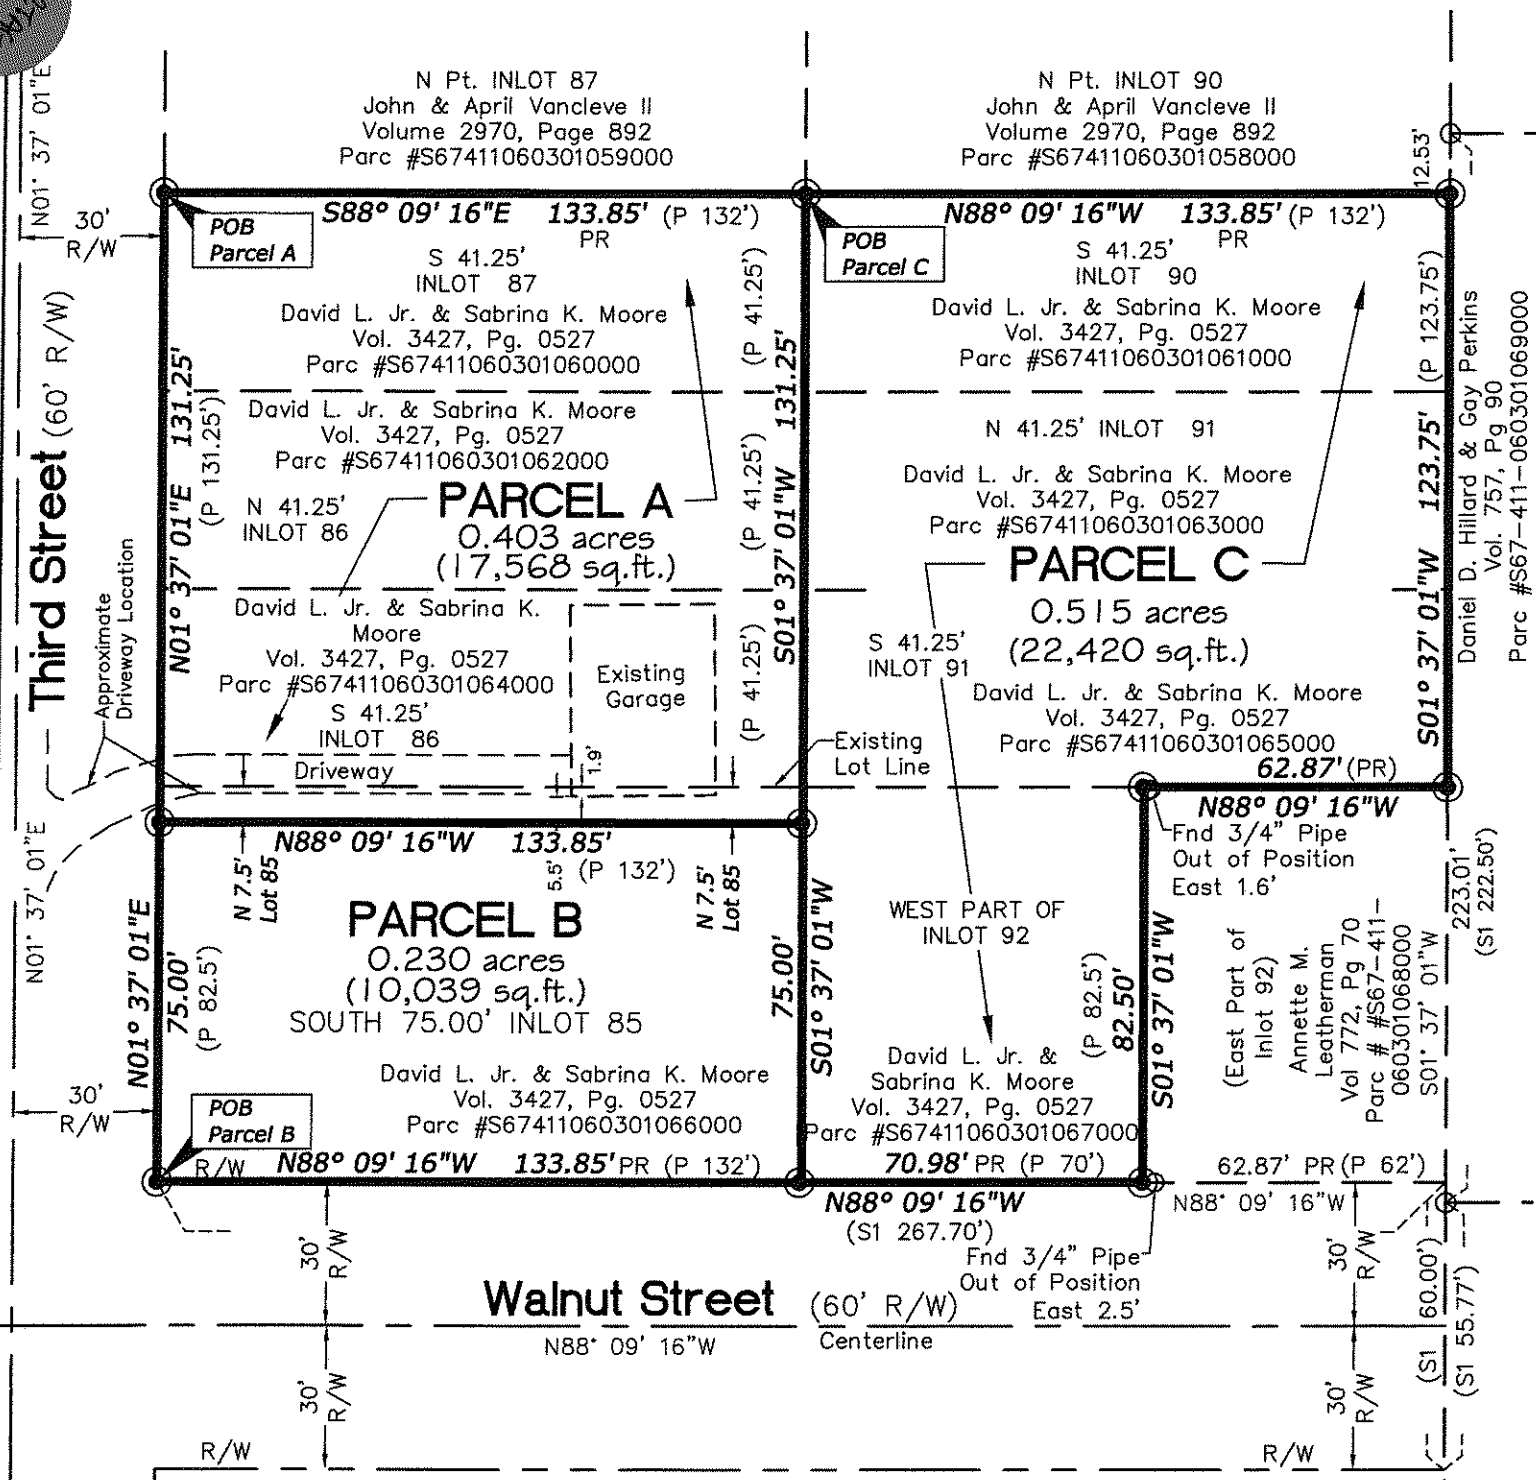 N Pt. INLOT 87
John & April Vancleve II
Volume 2970, Page 892
Parc #S67411060301059000
N Pt. INLOT 90
John & April Vancleve II
Volume 2970, Page 892
Parc #S67411060301058000
12.53'
N01° 37' 01"E
30'
R/W
POB
Parcel A
S88° 09' 16"E 133.85' (P 132')
PR
POB
Parcel C
N88° 09' 16"W 133.85' (P 132')
PR
S 41.25'
INLOT 87
David L. Jr. & Sabrina K. Moore
Vol. 3427, Pg. 0527
Parc #S67411060301060000
(P 41.25')
S 41.25'
INLOT 90
David L. Jr. & Sabrina K. Moore
Vol. 3427, Pg. 0527
Parc #S67411060301061000
(P 123.75')
Third Street (60' R/W)
N01° 37' 01"E 131.25'
(P 131.25')
David L. Jr. & Sabrina K. Moore
Vol. 3427, Pg. 0527
Parc #S67411060301062000
N 41.25'
INLOT 86
PARCEL A
0.403 acres
(17,568 sq.ft.)
(P 41.25')
S01° 37' 01"W 131.25'
N 41.25' INLOT 91
David L. Jr. & Sabrina K. Moore
Vol. 3427, Pg. 0527
Parc #S67411060301063000
PARCEL C
0.515 acres
(22,420 sq.ft.)
S01° 37' 01"W 123.75'
Daniel D. Hillard & Gay Perkins
Vol. 757, Pg 90
Parc #S67-411-060301069000
Approximate
Driveway Location
David L. Jr. & Sabrina K.
Moore
Vol. 3427, Pg. 0527
Parc #S67411060301064000
S 41.25'
INLOT 86
Existing
Garage
(P 41.25')
S 41.25'
INLOT 91
David L. Jr. & Sabrina K. Moore
Vol. 3427, Pg. 0527
Parc #S67411060301065000
Driveway
1.9'
Existing
Lot Line
62.87' (PR)
N88° 09' 16"W
N88° 09' 16"W 133.85'
(P 132')
5.5'
N 7.5'
Lot 85
N 7.5'
Lot 85
Fnd 3/4" Pipe
Out of Position
East 1.6'
N01° 37' 01"E
223.01'
(S1 222.50')
PARCEL B
0.230 acres
(10,039 sq.ft.)
SOUTH 75.00' INLOT 85
N01° 37' 01"E
75.00'
(P 82.5')
75.00'
S01° 37' 01"W
WEST PART OF
INLOT 92
(P 82.5')
82.50'
S01° 37' 01"W
(East Part of
Inlot 92)
Annette M.
Leatherman
Vol 772, Pg 70
Parc # #S67-411-
060301068000
S01° 37' 01"W
David L. Jr. & Sabrina K. Moore
Vol. 3427, Pg. 0527
Parc #S67411060301066000
David L. Jr. &
Sabrina K. Moore
Vol. 3427, Pg. 0527
Parc #S67411060301067000
30'
R/W
POB
Parcel B
R/W
N88° 09' 16"W 133.85' PR (P 132')
70.98' PR (P 70')
N88° 09' 16"W
(S1 267.70')
62.87' PR (P 62')
N88° 09' 16"W
Fnd 3/4" Pipe
Out of Position
East 2.5'
30'
R/W
30'
R/W
Walnut Street (60' R/W)
N88° 09' 16"W
Centerline
(S1 60.00')
(S1 55.77')
30'
R/W
30'
R/W
R/W
R/W